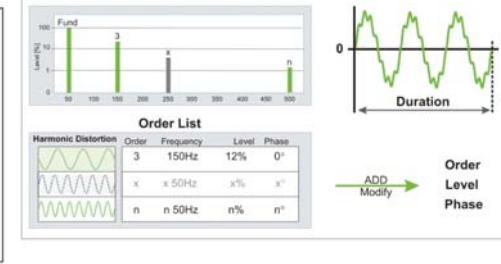 Fund
3
x
n
Level [%]
100
10
1
0
50 100 150 200 250 300 350 400 450 500
0
Duration
Order List
Harmonic Distortion Order Frequency Level Phase
3 150Hz 12% 0°
x x 50Hz x% x°
n n 50Hz n% n°
ADD
Modify
Order
Level
Phase